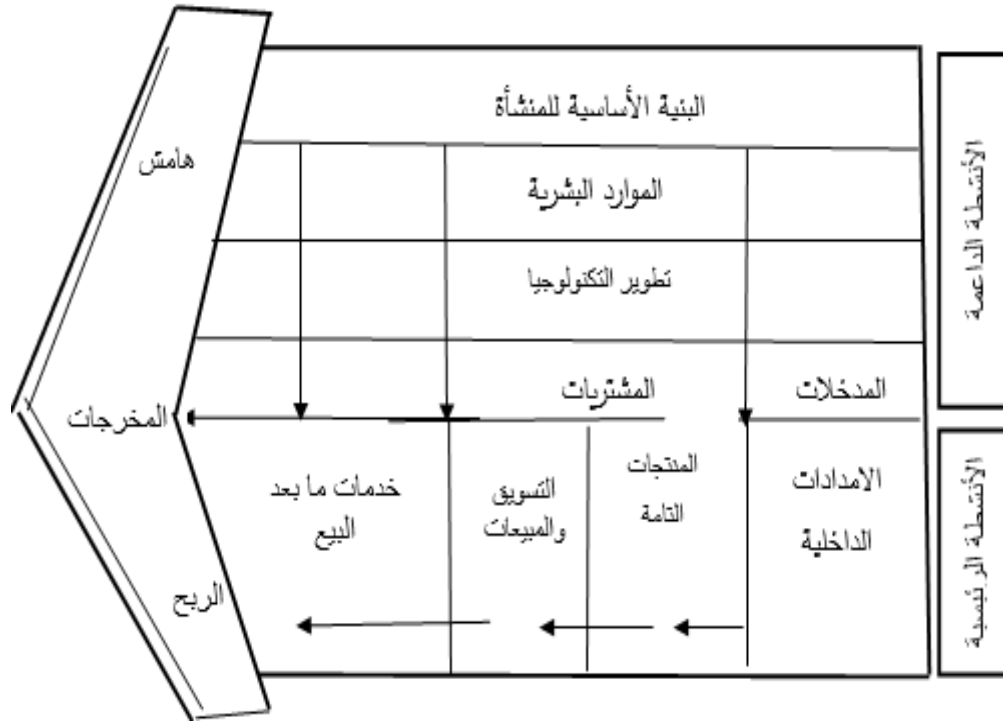 البنية الأساسية للمنشأة
الموارد البشرية
تطوير التكنولوجيا
المدخلات
المشتريات
الامدادات
الداخلية
المنتجات
التامة
التسويق
والمبيعات
خدمات ما بعد
البيع
هامش
المخرجات
الربح
الأنشطة الداعمة
الأنشطة الرئيسية